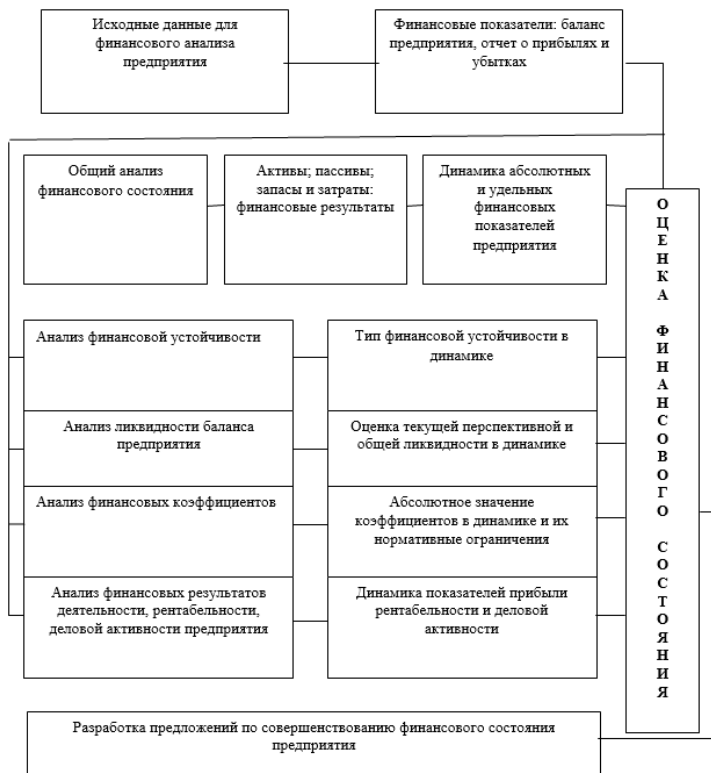 Исходные данные для
финансового анализа
предприятия
Финансовые показатели: баланс
предприятия, отчет о прибылях и
убытках
Общий анализ
финансового состояния
Активы; пассивы;
запасы и затраты:
финансовые результаты
Динамика абсолютных
и удельных
финансовых
показателей
предприятия
ОЦЕНКА ФИНАНСОВОГО СОСТОЯНИЯ
Анализ финансовой устойчивости
Тип финансовой устойчивости в
динамике
Анализ ликвидности баланса
предприятия
Оценка текущей перспективной и
общей ликвидности в динамике
Анализ финансовых коэффициентов
Абсолютное значение
коэффициентов в динамике и их
нормативные ограничения
Анализ финансовых результатов
деятельности, рентабельности,
деловой активности предприятия
Динамика показателей прибыли
рентабельности и деловой
активности
Разработка предложений по совершенствованию финансового состояния
предприятия